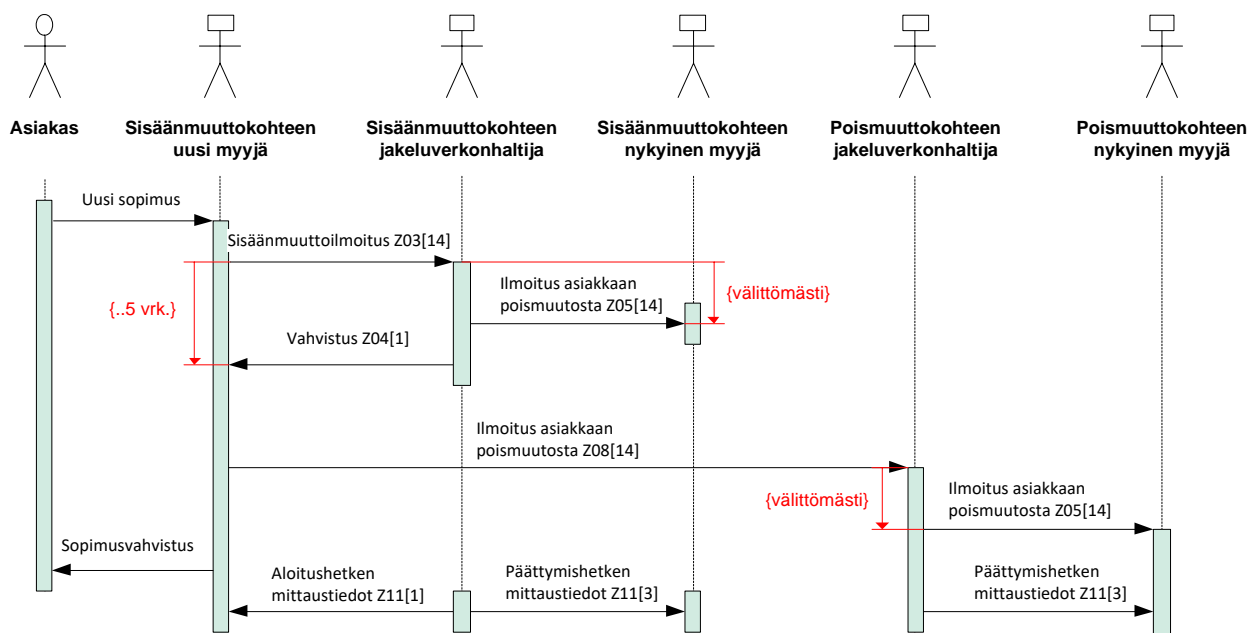 Asiakas
Sisäänmuuttokohteen
uusi myyjä
Sisäänmuuttokohteen
jakeluverkonhaltija
Sisäänmuuttokohteen
nykyinen myyjä
Poismuuttokohteen
jakeluverkonhaltija
Poismuuttokohteen
nykyinen myyjä
Uusi sopimus
Sisäänmuuttoilmoitus Z03[14]
Ilmoitus asiakkaan
poismuutosta Z05[14]
{välittömästi}
{..5 vrk.}
Vahvistus Z04[1]
Ilmoitus asiakkaan
poismuutosta Z08[14]
{välittömästi}
Ilmoitus asiakkaan
poismuutosta Z05[14]
Sopimusvahvistus
Aloitushetken
mittaustiedot Z11[1]
Päättymishetken
mittaustiedot Z11[3]
Päättymishetken
mittaustiedot Z11[3]